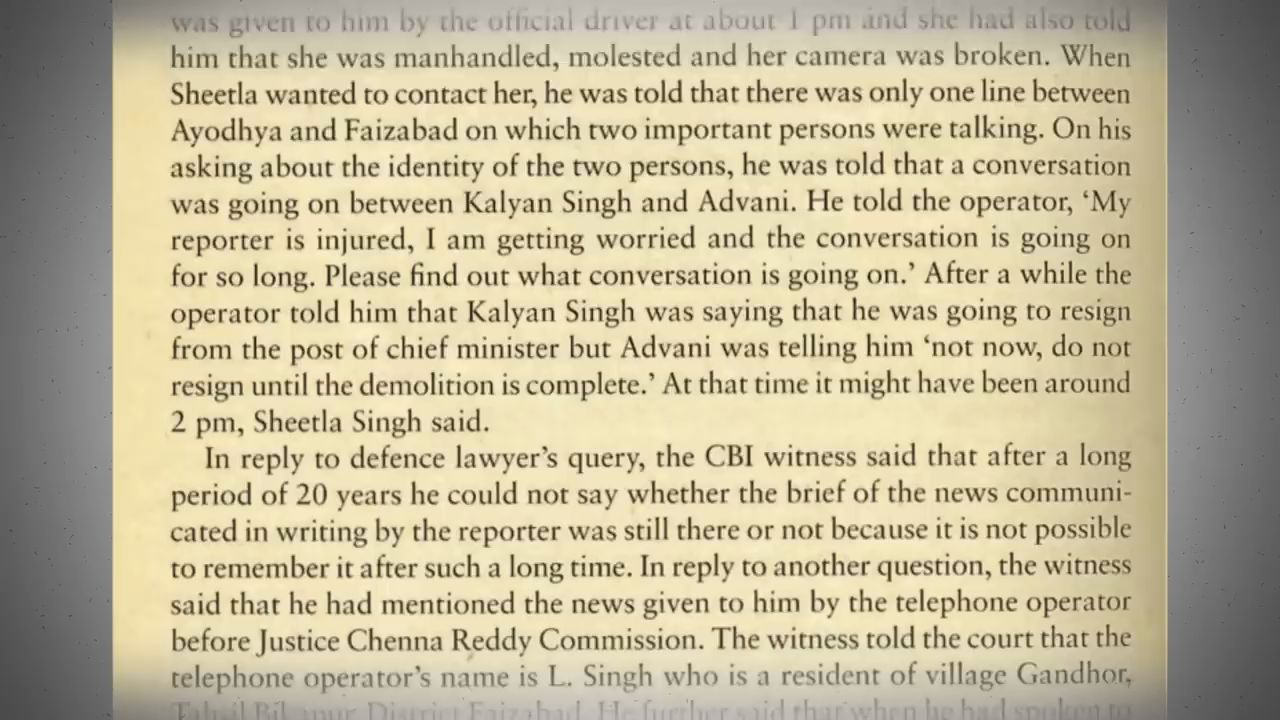 was given to him by the official driver at about 1 pm and she had also told
him that she was manhandled, molested and her camera was broken. When
Sheetla wanted to contact her, he was told that there was only one line between
Ayodhya and Faizabad on which two important persons were talking. On his
asking about the identity of the two persons, he was told that a conversation
was going on between Kalyan Singh and Advani. He told the operator, ‘My
reporter is injured, I am getting worried and the conversation is going on
for so long. Please find out what conversation is going on.’ After a while the
operator told him that Kalyan Singh was saying that he was going to resign
from the post of chief minister but Advani was telling him ‘not now, do not
resign until the demolition is complete.’ At that time it might have been around
2 pm, Sheetla Singh said.
In reply to defence lawyer’s query, the CBI witness said that after a long
period of 20 years he could not say whether the brief of the news communi-
cated in writing by the reporter was still there or not because it is not possible
to remember it after such a long time. In reply to another question, the witness
said that he had mentioned the news given to him by the telephone operator
before Justice Chenna Reddy Commission. The witness told the court that the
telephone operator’s name is L. Singh who is a resident of village Gandhor,
District Faizabad. He further said that when he had spoken to